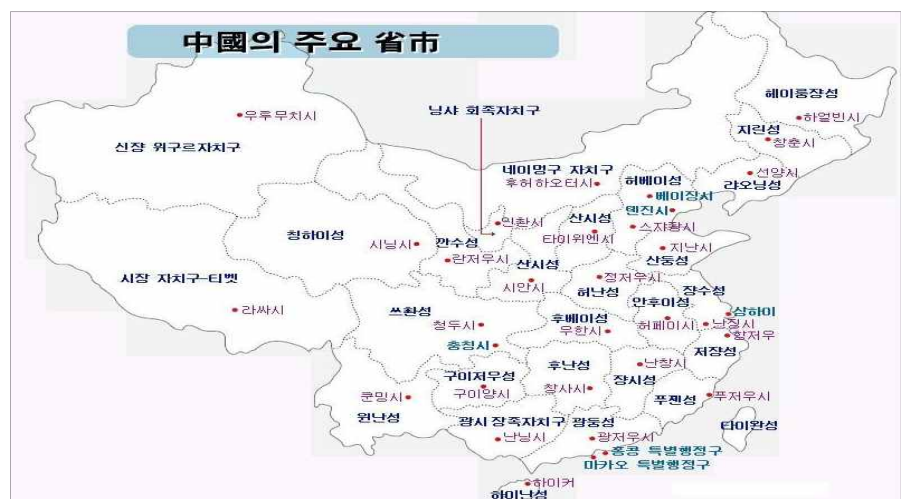 中國의 주요 省市
헤이룽쟝성
닝샤 회족자치구
하얼빈시
우루무치시
지린성
창춘시
신쟝 위구르자치구
네이멍구 자치구
선양시
후허하오터시
허베이성
랴오닝성
베이징시
톈진시
인촨시
산시성
스쟈좡시
칭하이성
타이위엔시
시닝시
깐수성
지난시
란저우시
산시성
산둥성
시장 자치구-티벳
시안시
정저우시
허난성
쟝수성
안후이성
라싸시
쓰촨성
샹하이
후베이성
청두시
우한시
허페이시
난징시
항저우
충칭시
저쟝성
후난성
난창시
구이저우성
쟝시성
쿤밍시
구이양시
창사시
푸저우시
푸젠성
윈난성
광시 장족자치구
광둥성
타이완성
난닝시
광저우시
홍콩 특별행정구
마카오 특별행정구
하이커
하이난성